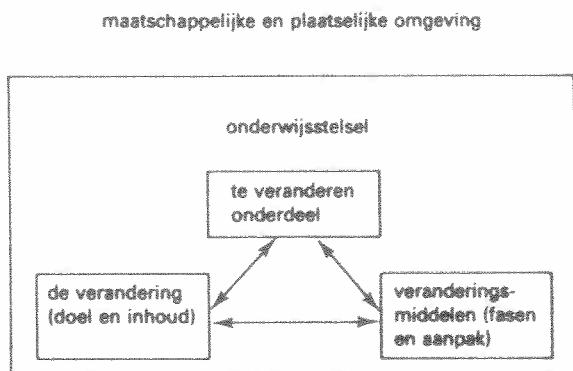 maatschappelijke en plaatselijke omgeving
onderwijsstelsel
te veranderen
onderdeel
de verandering
(doel en inhoud)
veranderings-
middelen (fasen
en aanpak)